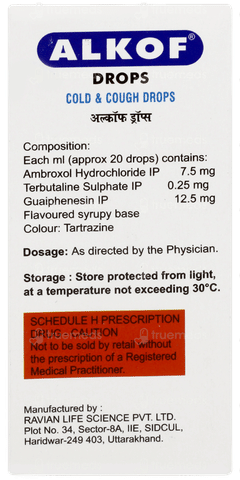 ALKOF®
DROPS
COLD & COUGH DROPS
अल्कॉफ ड्रॉप्स
Composition:
Each ml (approx 20 drops) contains:
Ambroxol Hydrochloride IP 7.5 mg
Terbutaline Sulphate IP 0.25 mg
Guaiphenesin IP 12.5 mg
Flavoured syrupy base
Colour: Tartrazine
Dosage: As directed by the Physician.
Storage : Store protected from light,
at a temperature not exceeding 30°C.
SCHEDULE H PRESCRIPTION
DRUG - CAUTION
Not to be sold by retail without
the prescription of a Registered
Medical Practitioner.
Manufactured by :
RAVIAN LIFE SCIENCE PVT. LTD.
Plot No. 34, Sector-8A, IIE, SIDCUL,
Haridwar-249 403, Uttarakhand.